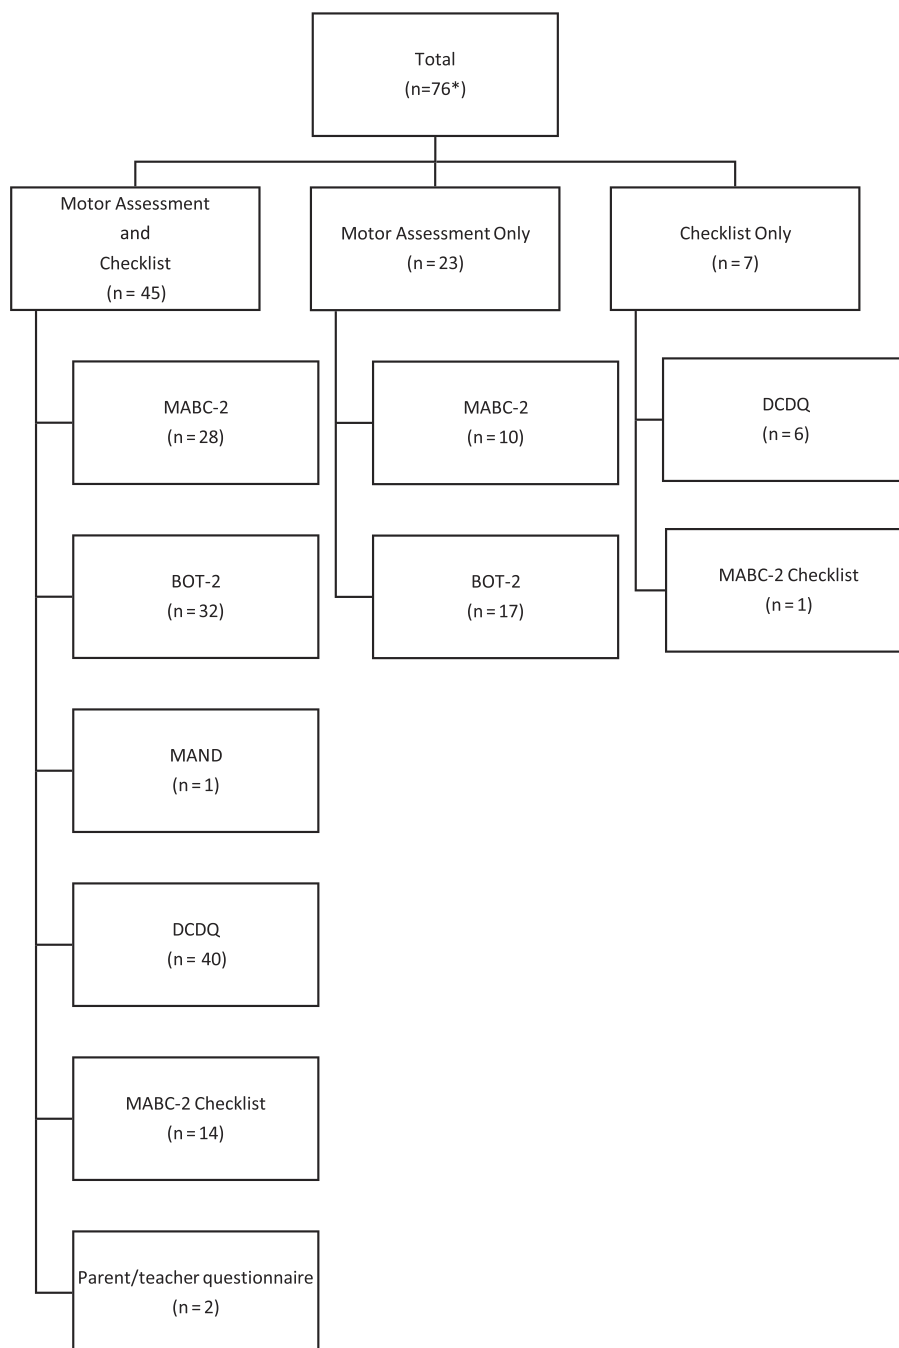 Total
(n=76*)
Motor Assessment
and
Checklist
(n = 45)
Motor Assessment Only
(n = 23)
Checklist Only
(n = 7)
MABC-2
(n = 28)
BOT-2
(n = 32)
MAND
(n = 1)
DCDQ
(n = 40)
MABC-2 Checklist
(n = 14)
Parent/teacher questionnaire
(n = 2)
MABC-2
(n = 10)
BOT-2
(n = 17)
DCDQ
(n = 6)
MABC-2 Checklist
(n = 1)